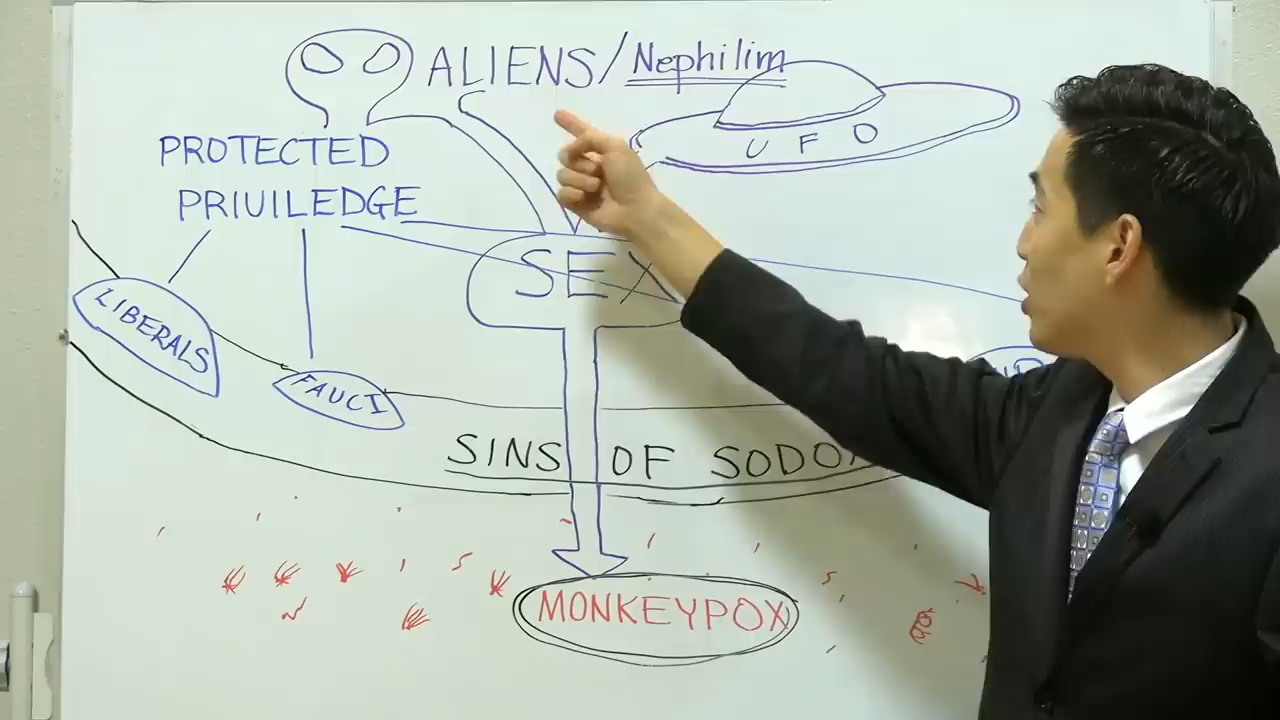 ALIENS/Nephilim
UFO
PROTECTED
PRIUILEDGE
SEX
LIBERALS
FAUCI
SINS OF
MONKEYPOX